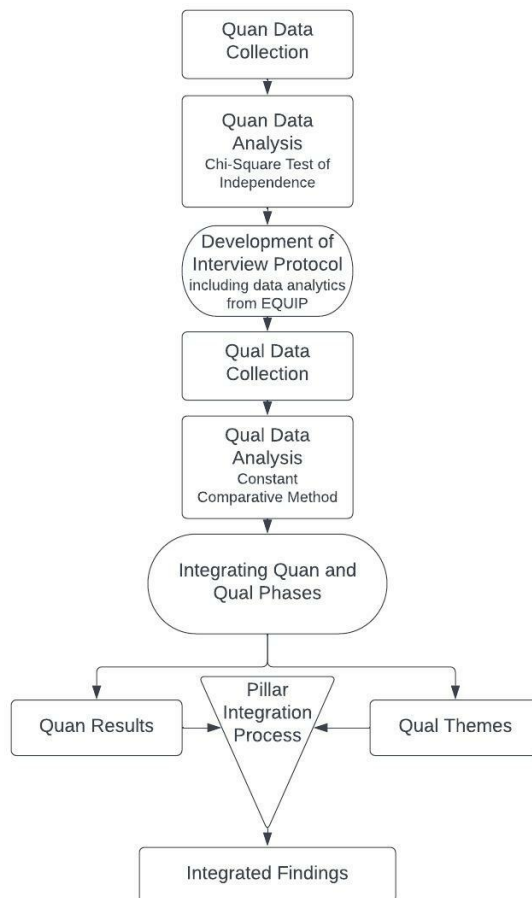 Quan Data
Collection
Quan Data
Analysis
Chi-Square Test of
Independence
Development of
Interview Protocol
including data analytics
from EQUIP
Qual Data
Collection
Qual Data
Analysis
Constant
Comparative Method
Integrating Quan and
Qual Phases
Quan Results
Pillar
Integration
Process
Qual Themes
Integrated Findings